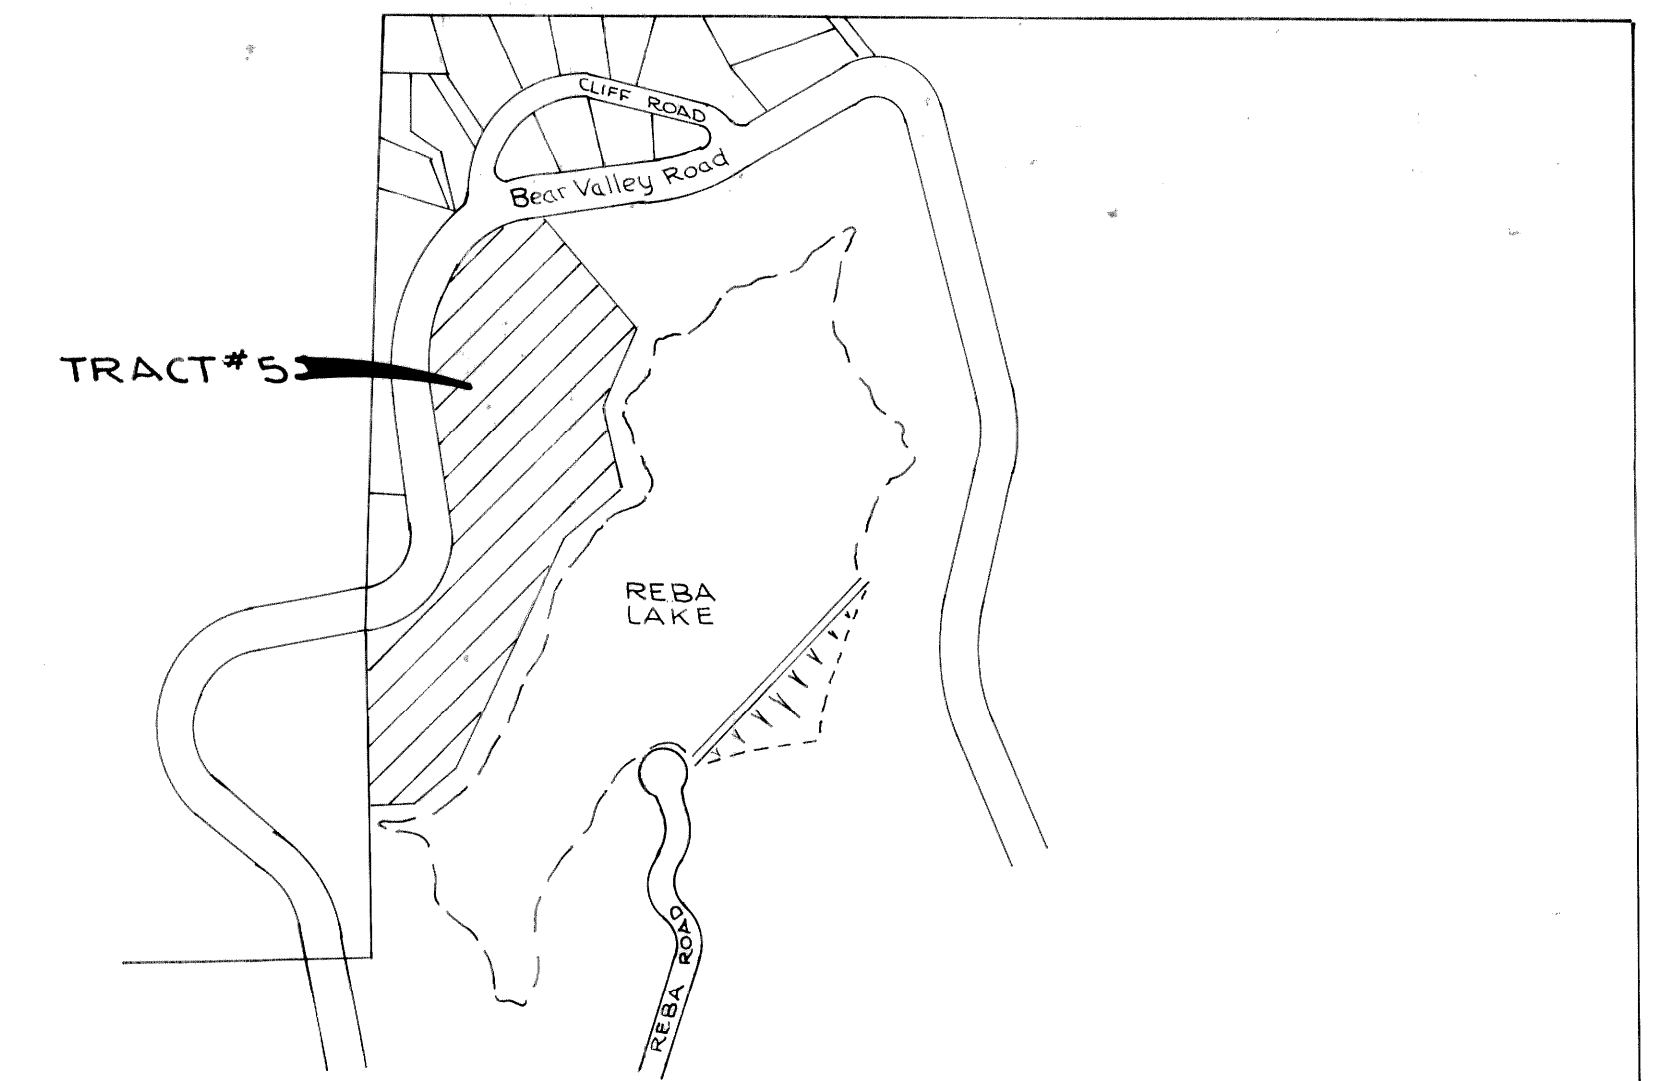 CLIFF ROAD
Bear Valley Road
TRACT #5
REBA
LAKE
REBA ROAD